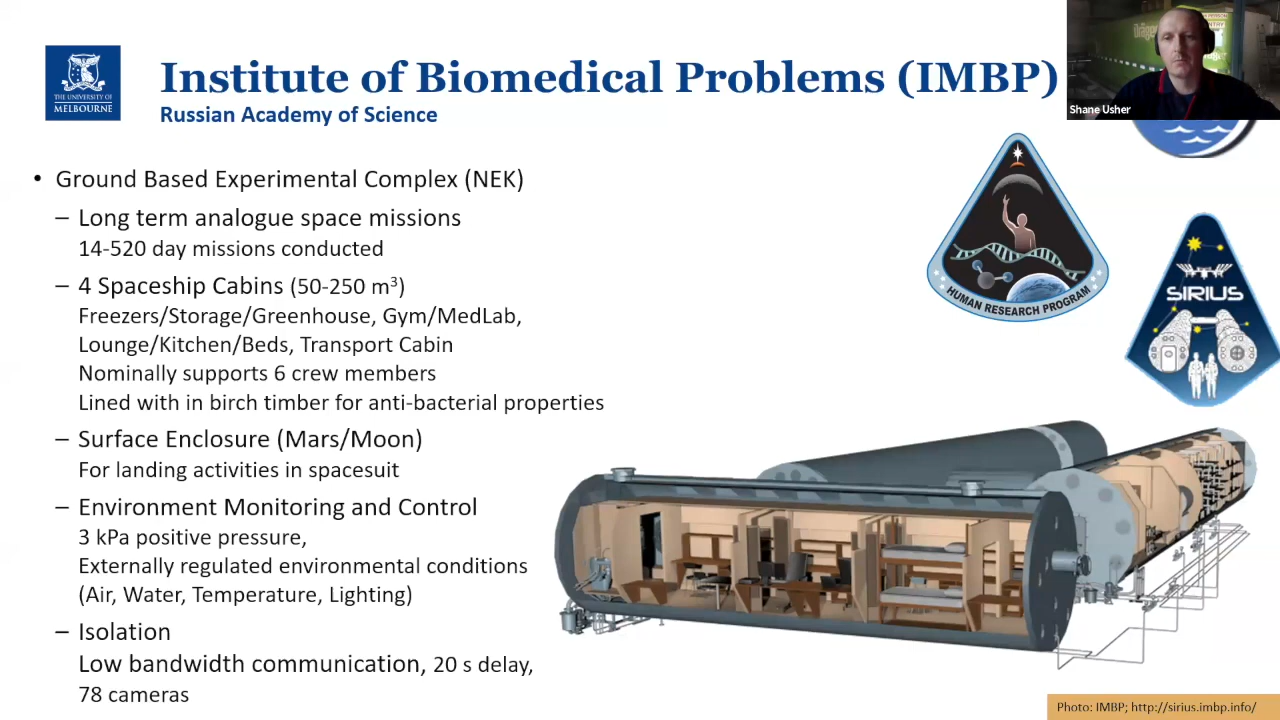 Institute of Biomedical Problems (IMBP)
Russian Academy of Science
THE UNIVERSITY OF
MELBOURNE
Shane Usher
• Ground Based Experimental Complex (NEK)
– Long term analogue space missions
14-520 day missions conducted
– 4 Spaceship Cabins (50-250 m³)
Freezers/Storage/Greenhouse, Gym/MedLab,
Lounge/Kitchen/Beds, Transport Cabin
Nominally supports 6 crew members
Lined with in birch timber for anti-bacterial properties
– Surface Enclosure (Mars/Moon)
For landing activities in spacesuit
– Environment Monitoring and Control
3 kPa positive pressure,
Externally regulated environmental conditions
(Air, Water, Temperature, Lighting)
– Isolation
Low bandwidth communication, 20 s delay,
78 cameras
HUMAN RESEARCH PROGRAM
SIRIUS
Photo: IMBP; http://sirius.imbp.info/